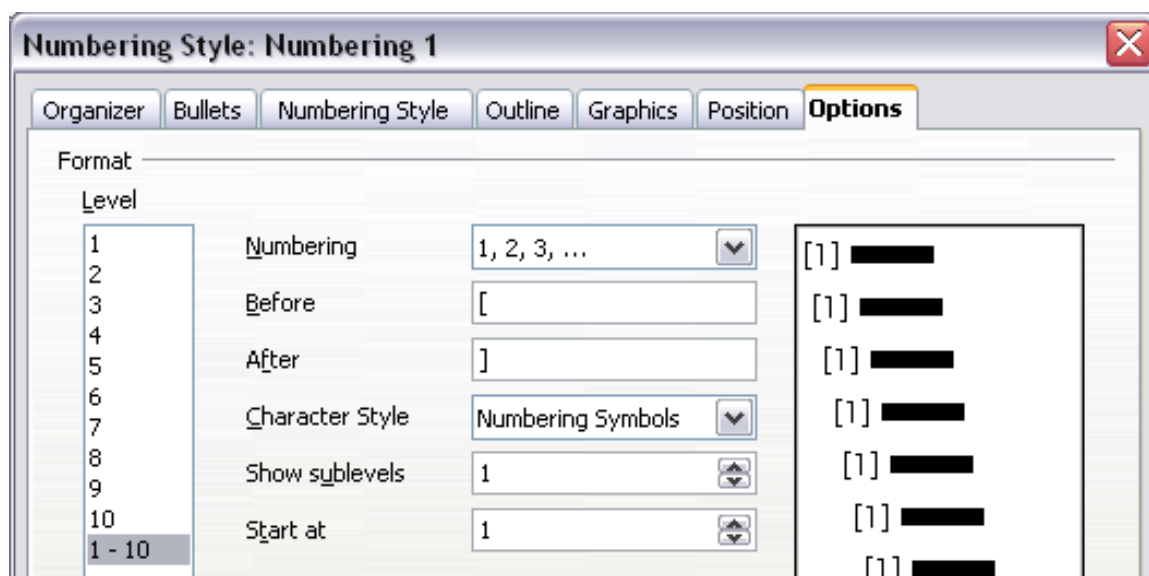 Numbering Style: Numbering 1
Organizer Bullets Numbering Style Outline Graphics Position Options
Format
Level
1
2
3
4
5
6
7
8
9
10
1 - 10
Numbering 1, 2, 3, ...
Before [
After ]
Character Style Numbering Symbols
Show sublevels 1
Start at 1
[1]
[1]
[1]
[1]
[1]
[1]
[1]